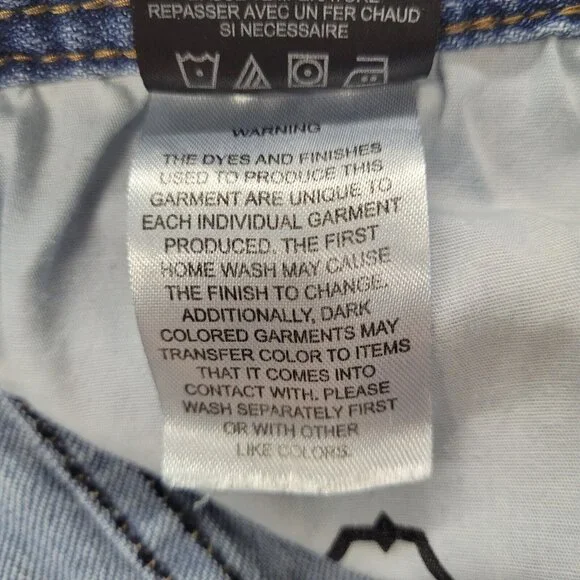 REPASSER AVEC UN FER CHAUD
SI NECESSAIRE
WARNING
THE DYES AND FINISHES
USED TO PRODUCE THIS
GARMENT ARE UNIQUE TO
EACH INDIVIDUAL GARMENT
PRODUCED. THE FIRST
HOME WASH MAY CAUSE
THE FINISH TO CHANGE.
ADDITIONALLY, DARK
COLORED GARMENTS MAY
TRANSFER COLOR TO ITEMS
THAT IT COMES INTO
CONTACT WITH. PLEASE
WASH SEPARATELY FIRST
OR WITH OTHER
LIKE COLORS.